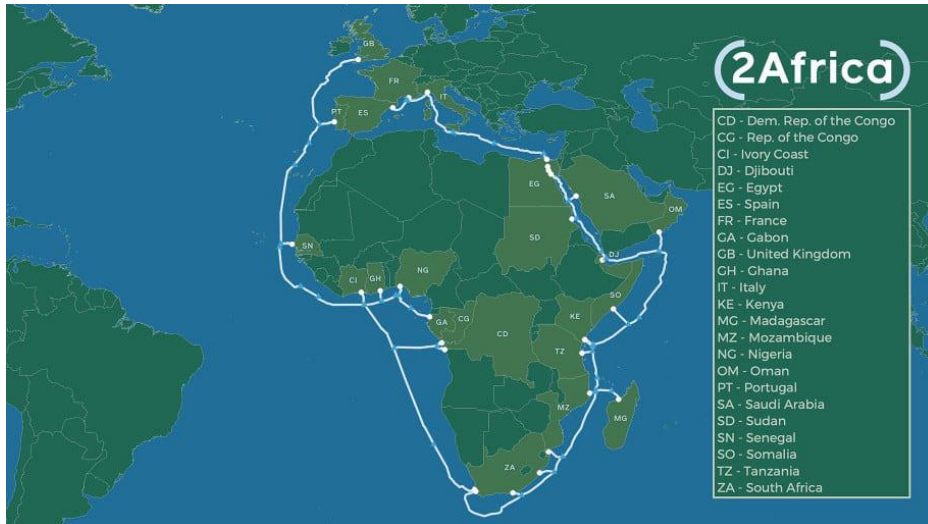 (2Africa)
CD - Dem. Rep. of the Congo
CG - Rep. of the Congo
CI - Ivory Coast
DJ - Djibouti
EG - Egypt
ES - Spain
FR - France
GA - Gabon
GB - United Kingdom
GH - Ghana
IT - Italy
KE - Kenya
MG - Madagascar
MZ - Mozambique
NG - Nigeria
OM - Oman
PT - Portugal
SA - Saudi Arabia
SD - Sudan
SN - Senegal
SO - Somalia
TZ - Tanzania
ZA - South Africa
GB
FR
IT
PT
ES
EG
SA
OM
SD
SN
DJ
NG
CI
GH
SO
GA
CG
KE
CD
TZ
MZ
MG
ZA